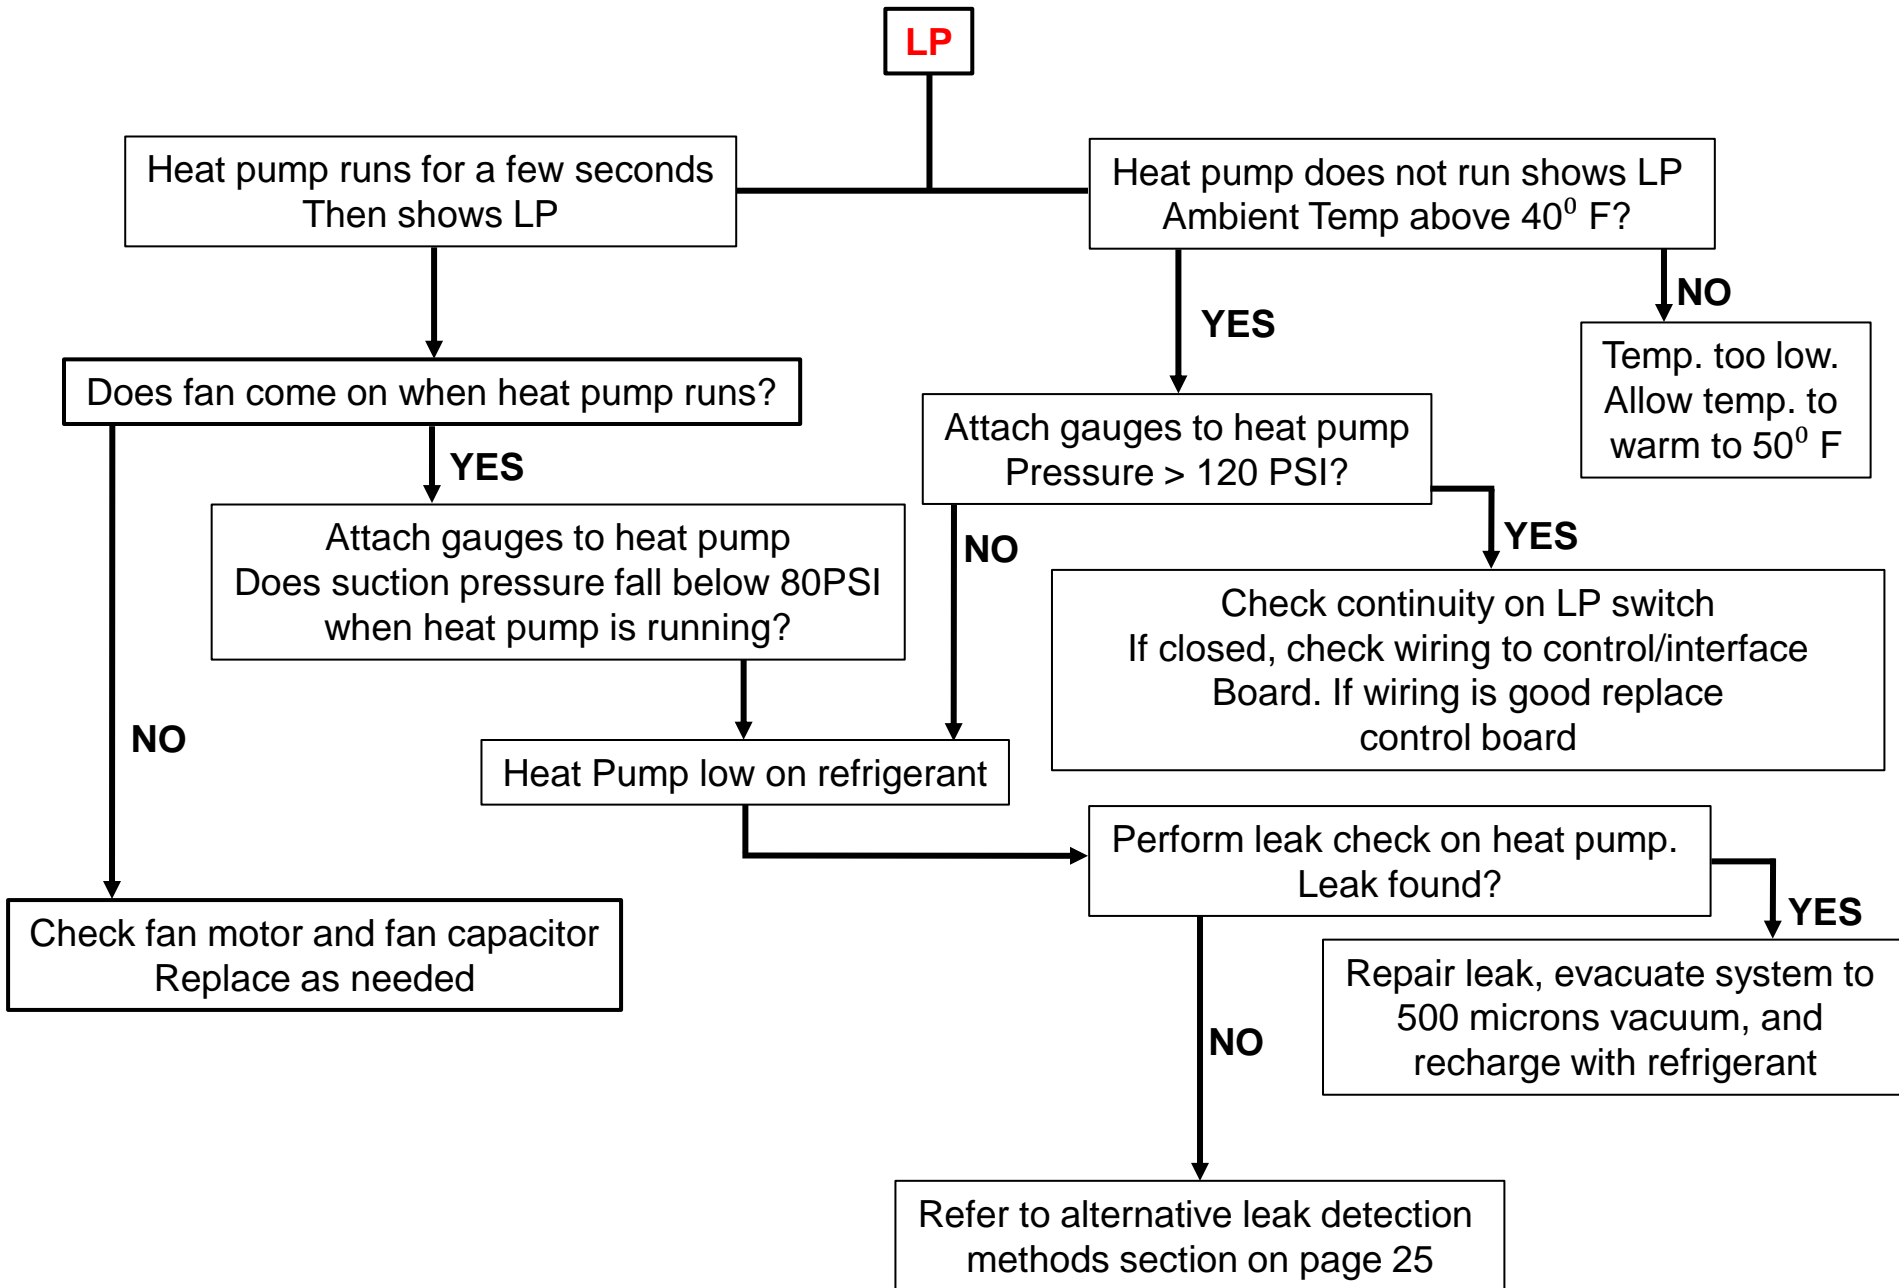 LP
Heat pump runs for a few seconds
Then shows LP
Heat pump does not run shows LP
Ambient Temp above 40⁰ F?
NO
YES
Temp. too low.
Allow temp. to
warm to 50⁰ F
Does fan come on when heat pump runs?
YES
Attach gauges to heat pump
Pressure > 120 PSI?
Attach gauges to heat pump
Does suction pressure fall below 80PSI
when heat pump is running?
NO
YES
Check continuity on LP switch
If closed, check wiring to control/interface
Board. If wiring is good replace
control board
NO
Heat Pump low on refrigerant
Perform leak check on heat pump.
Leak found?
YES
Check fan motor and fan capacitor
Replace as needed
Repair leak, evacuate system to
500 microns vacuum, and
recharge with refrigerant
NO
Refer to alternative leak detection
methods section on page 25